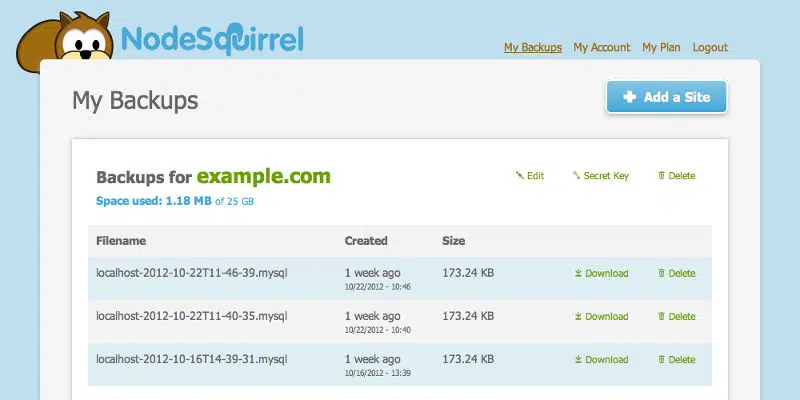 NodeSquirrel
My Backups My Account My Plan Logout
My Backups
Add a Site
Backups for example.com
Edit Secret Key Delete
Space used: 1.18 MB of 25 GB
Filename Created Size
localhost-2012-10-22T11-46-39.mysql 1 week ago 173.24 KB Download Delete
10/22/2012 - 10:46
localhost-2012-10-22T11-40-35.mysql 1 week ago 173.24 KB Download Delete
10/22/2012 - 10:40
localhost-2012-10-16T14-39-31.mysql 1 week ago 173.24 KB Download Delete
10/16/2012 - 13:39